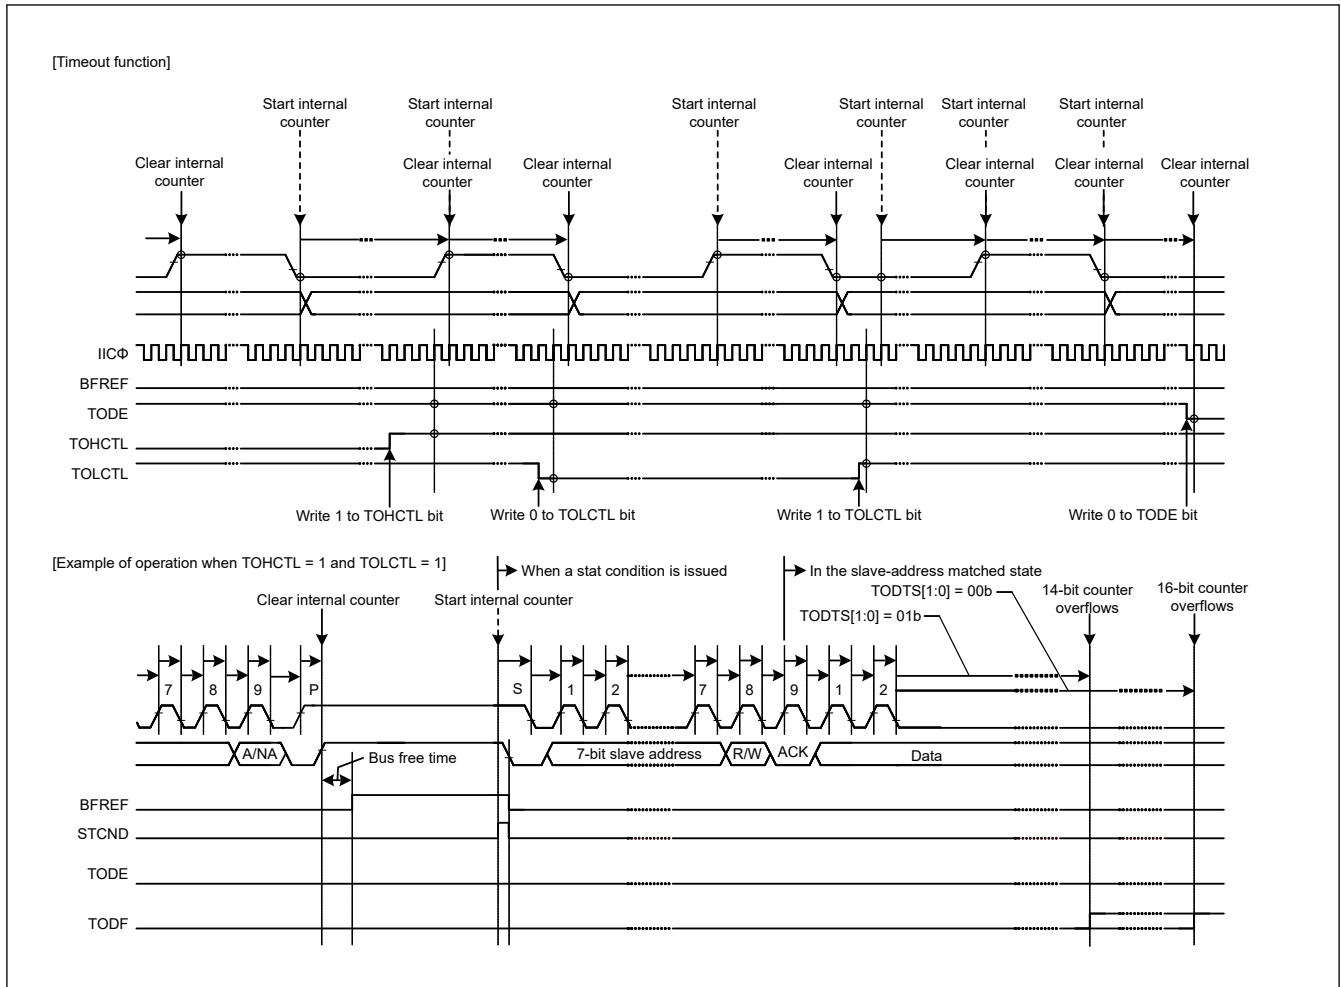 [Timeout function]
Start internal counter
Start internal counter
Start internal counter
Start internal counter
Start internal counter
Start internal counter
Clear internal counter
Clear internal counter
Clear internal counter
Clear internal counter
Clear internal counter
Clear internal counter
Clear internal counter
IICΦ
BFREF
TODE
TOHCTL
TOLCTL
Write 1 to TOHCTL bit
Write 0 to TOLCTL bit
Write 1 to TOLCTL bit
Write 0 to TODE bit
[Example of operation when TOHCTL = 1 and TOLCTL = 1]
When a stat condition is issued
In the slave-address matched state
TODTS[1:0] = 00b
TODTS[1:0] = 01b
14-bit counter overflows
16-bit counter overflows
Clear internal counter
Start internal counter
7 8 9 P S 1 2 7 8 9 1 2
A/NA
Bus free time
7-bit slave address
R/W
ACK
Data
BFREF
STCND
TODE
TODF